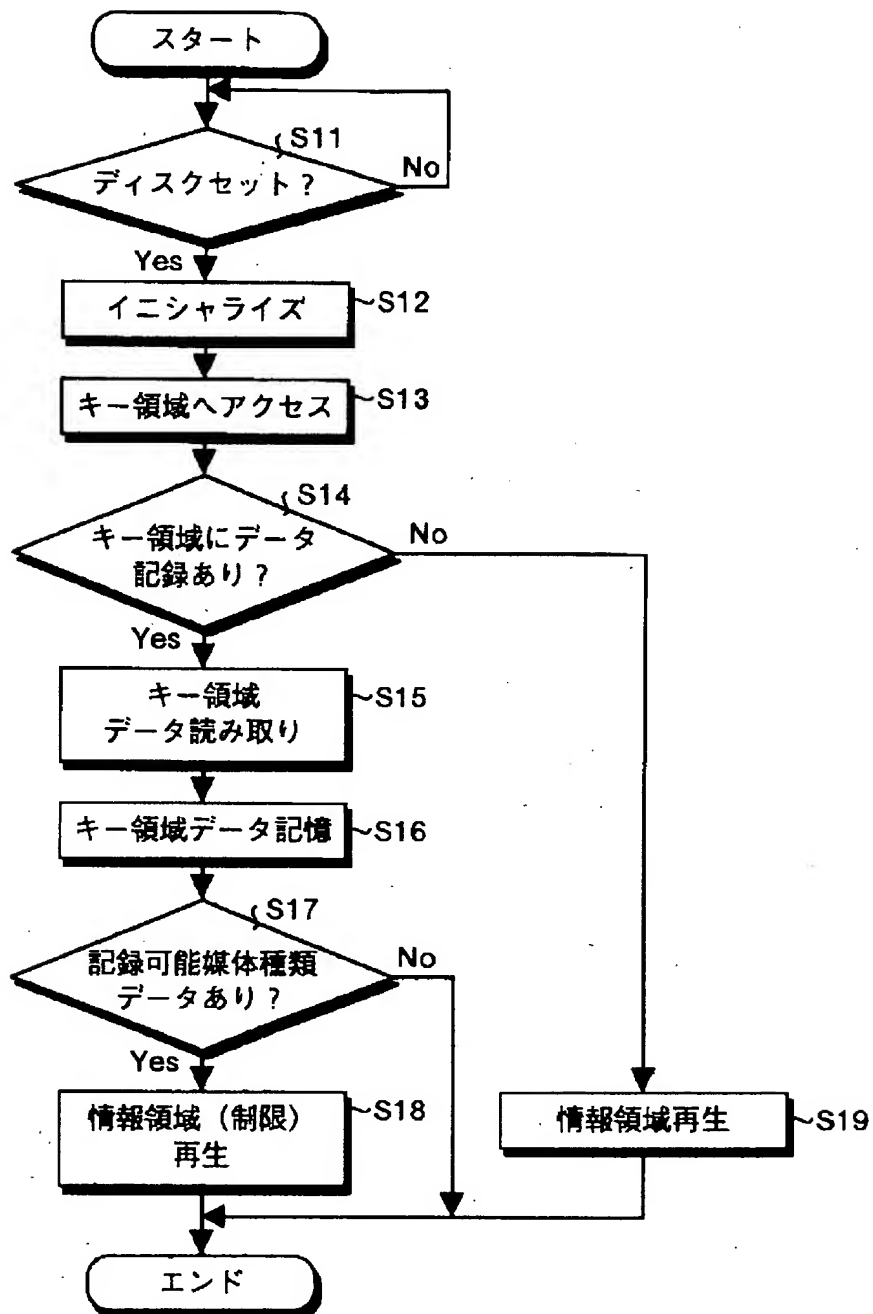 スタート
S11
ディスクセット？
No
Yes
イニシャライズ
S12
キー領域へアクセス
S13
S14
キー領域にデータ
記録あり？
No
Yes
キー領域
データ読み取り
S15
キー領域データ記憶
S16
S17
記録可能媒体種類
データあり？
No
Yes
情報領域（制限）
再生
S18
情報領域再生
S19
エンド